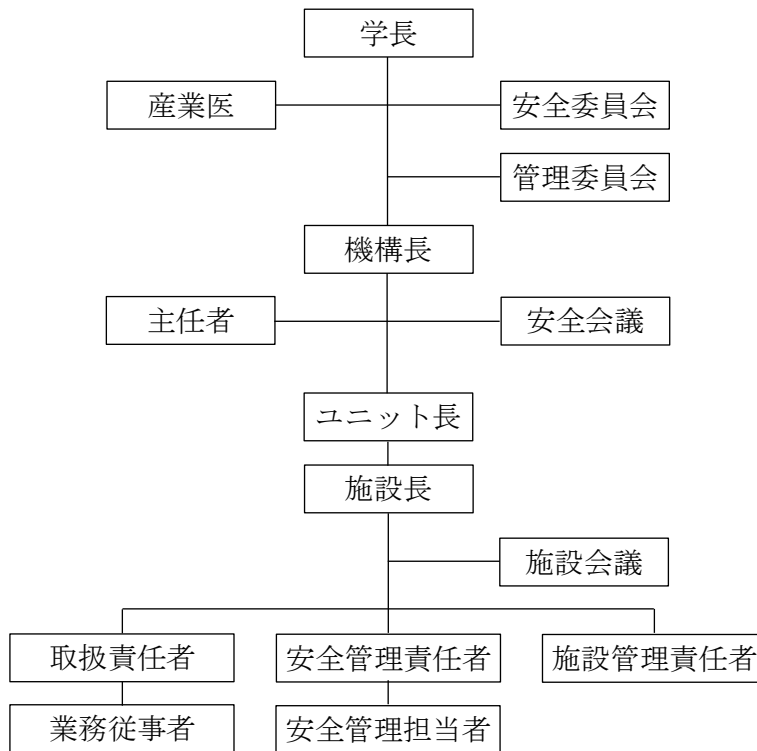 学長
産業医
安全委員会
管理委員会
機構長
主任者
安全会議
ユニット長
施設長
施設会議
取扱責任者
安全管理責任者
施設管理責任者
業務従事者
安全管理担当者